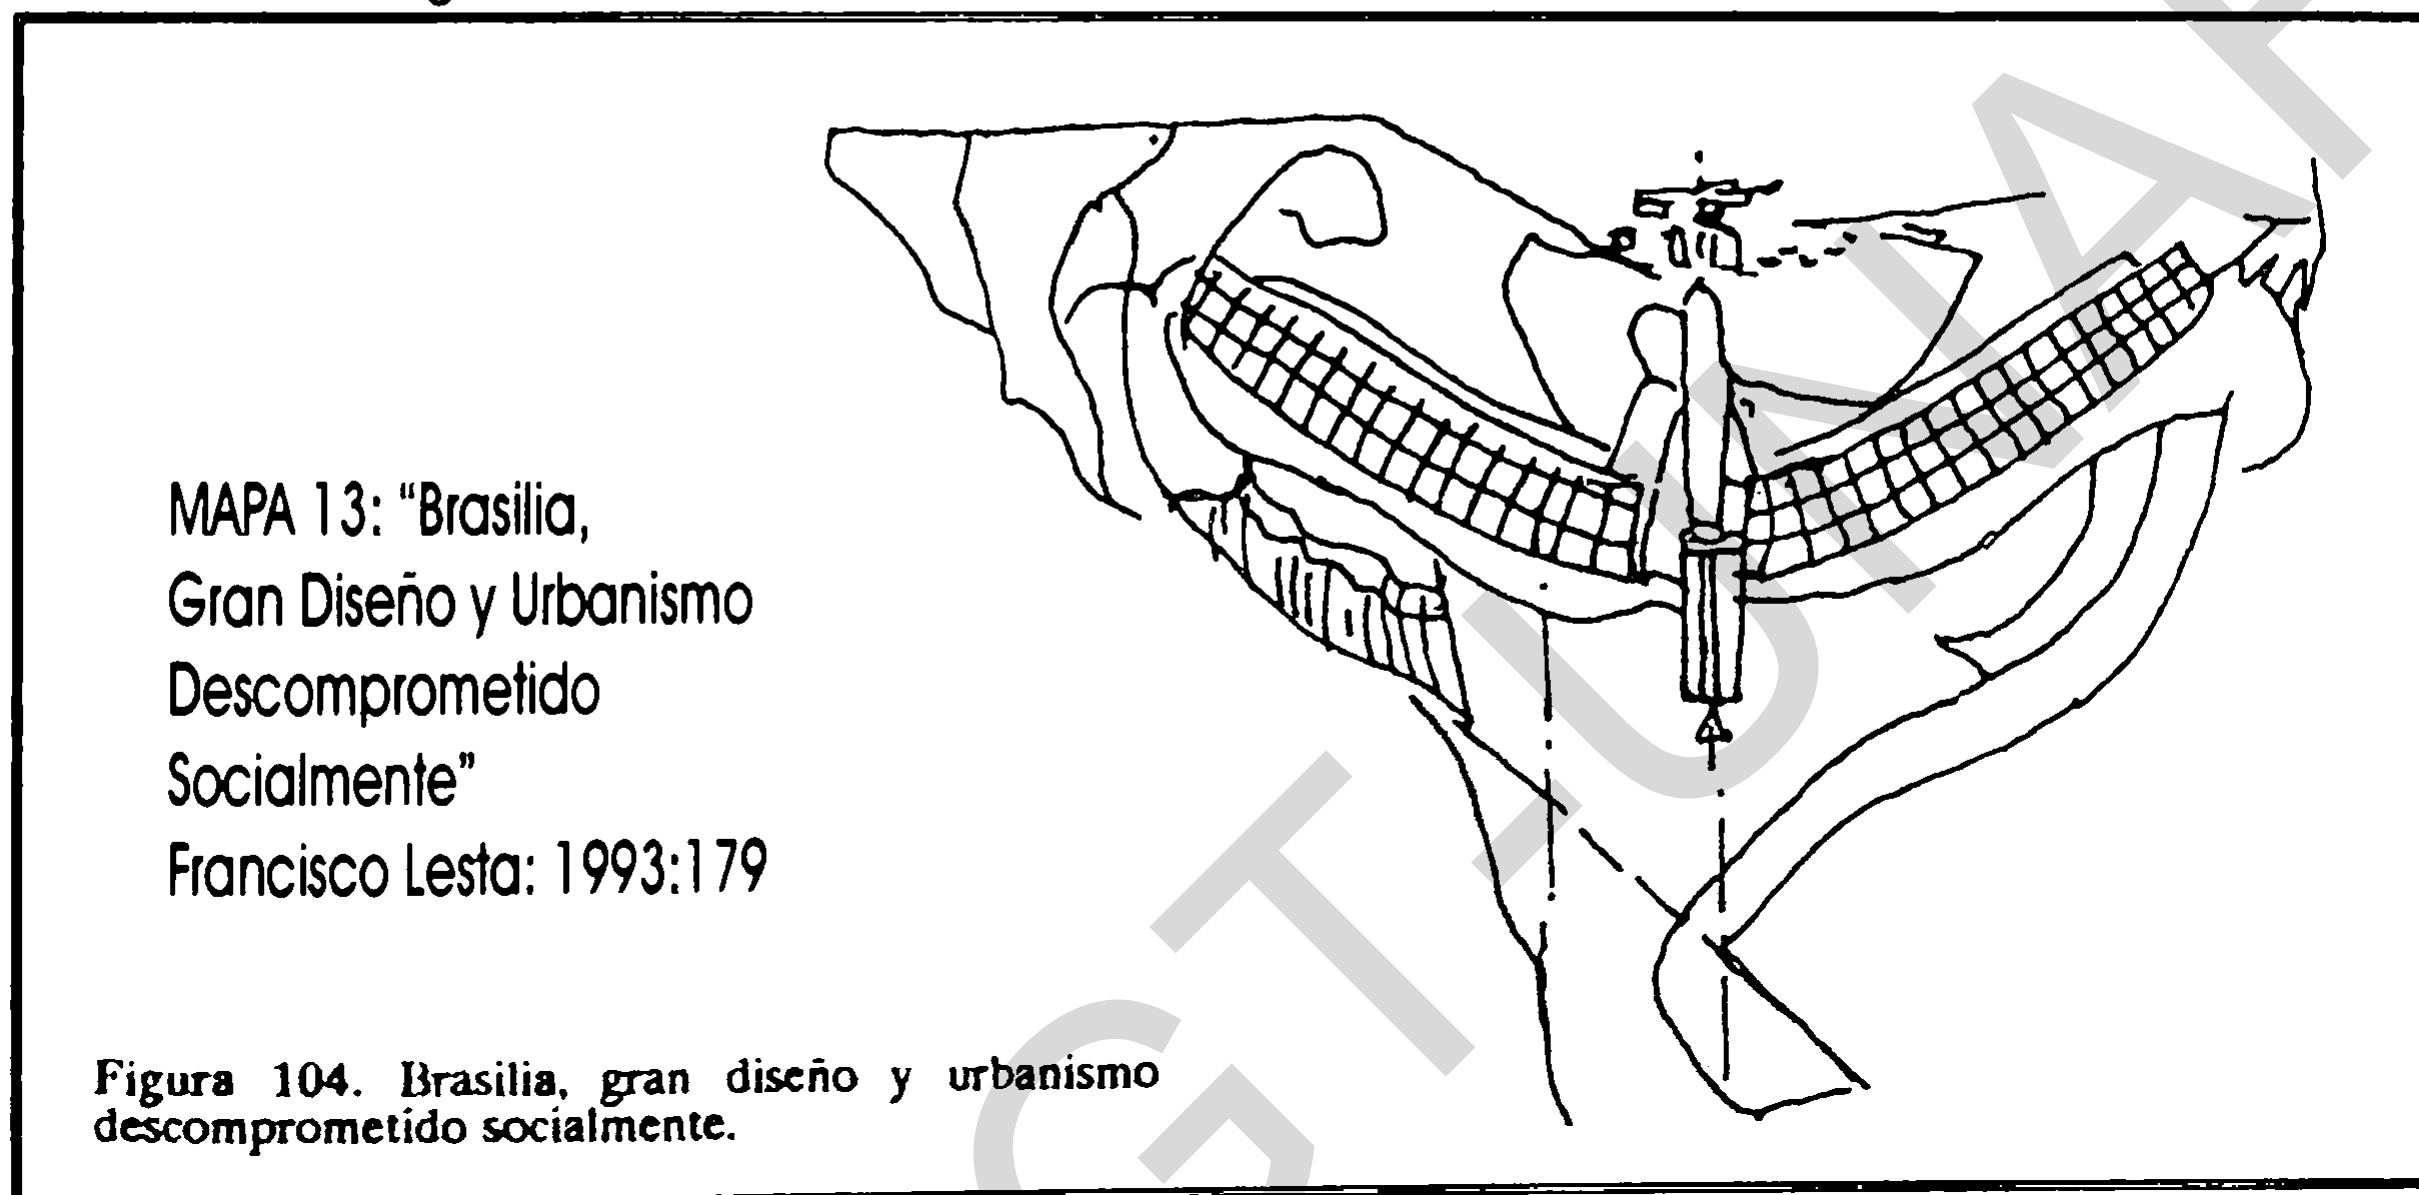 MAPA 13: “Brasilia,
Gran Diseño y Urbanismo
Descomprometido
Socialmente”
Francisco Lesta: 1993:179
Figura 104. Brasilia, gran diseño y urbanismo
descomprometido socialmente.